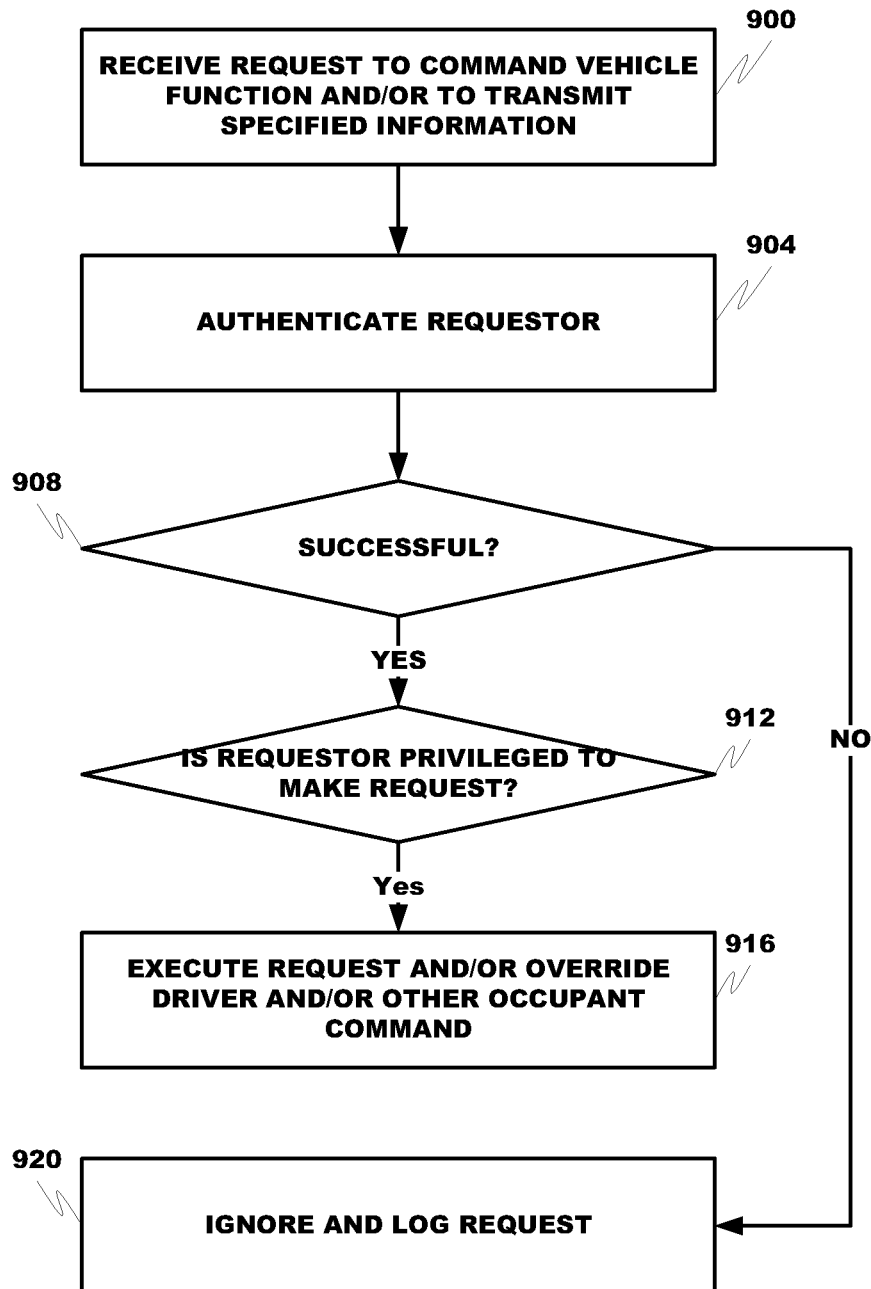 900
RECEIVE REQUEST TO COMMAND VEHICLE
FUNCTION AND/OR TO TRANSMIT
SPECIFIED INFORMATION
904
AUTHENTICATE REQUESTOR
908
SUCCESSFUL?
YES
NO
912
IS REQUESTOR PRIVILEGED TO
MAKE REQUEST?
Yes
916
EXECUTE REQUEST AND/OR OVERRIDE
DRIVER AND/OR OTHER OCCUPANT
COMMAND
920
IGNORE AND LOG REQUEST